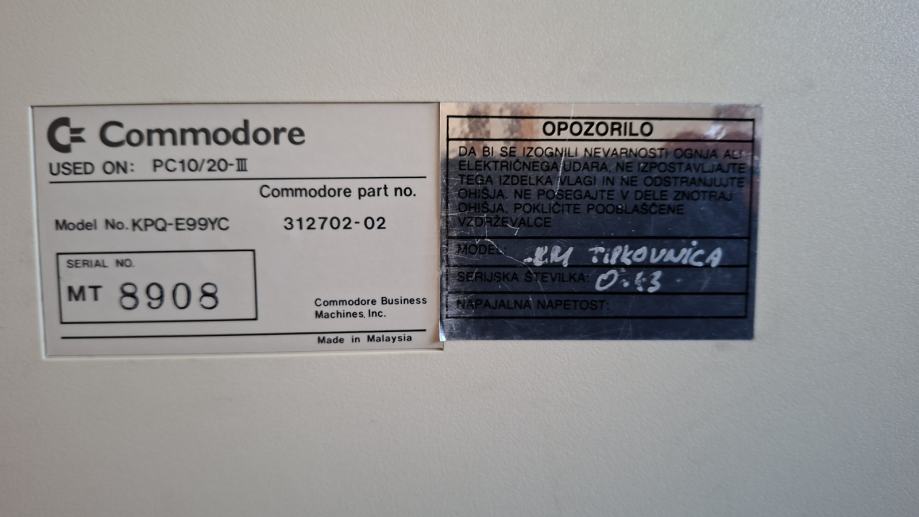 Commodore
USED ON: PC10/20-III
Commodore part no.
Model No. KPQ-E99YC 312702-02
SERIAL NO.
MT 8908
Commodore Business
Machines, Inc.
Made in Malaysia
OPOZORILO
DA BI SE IZOGNILI NEVARNOSTI OGNJA ALI
ELEKTRIČNEGA UDARA, NE IZPOSTAVLJAJTE
TEGA IZDELKA VLAGI IN NE ODSTRANJUJTE
OHIŠJA. NE POSEGAJTE V DELE ZNOTRAJ
OHIŠJA. POKLIČITE POOBLAŠČENE
VZDRŽEVALCE
MODEL: TIPKOVNICA
SERIJSKA ŠTEVILKA:
NAPAJALNA NAPETOST: